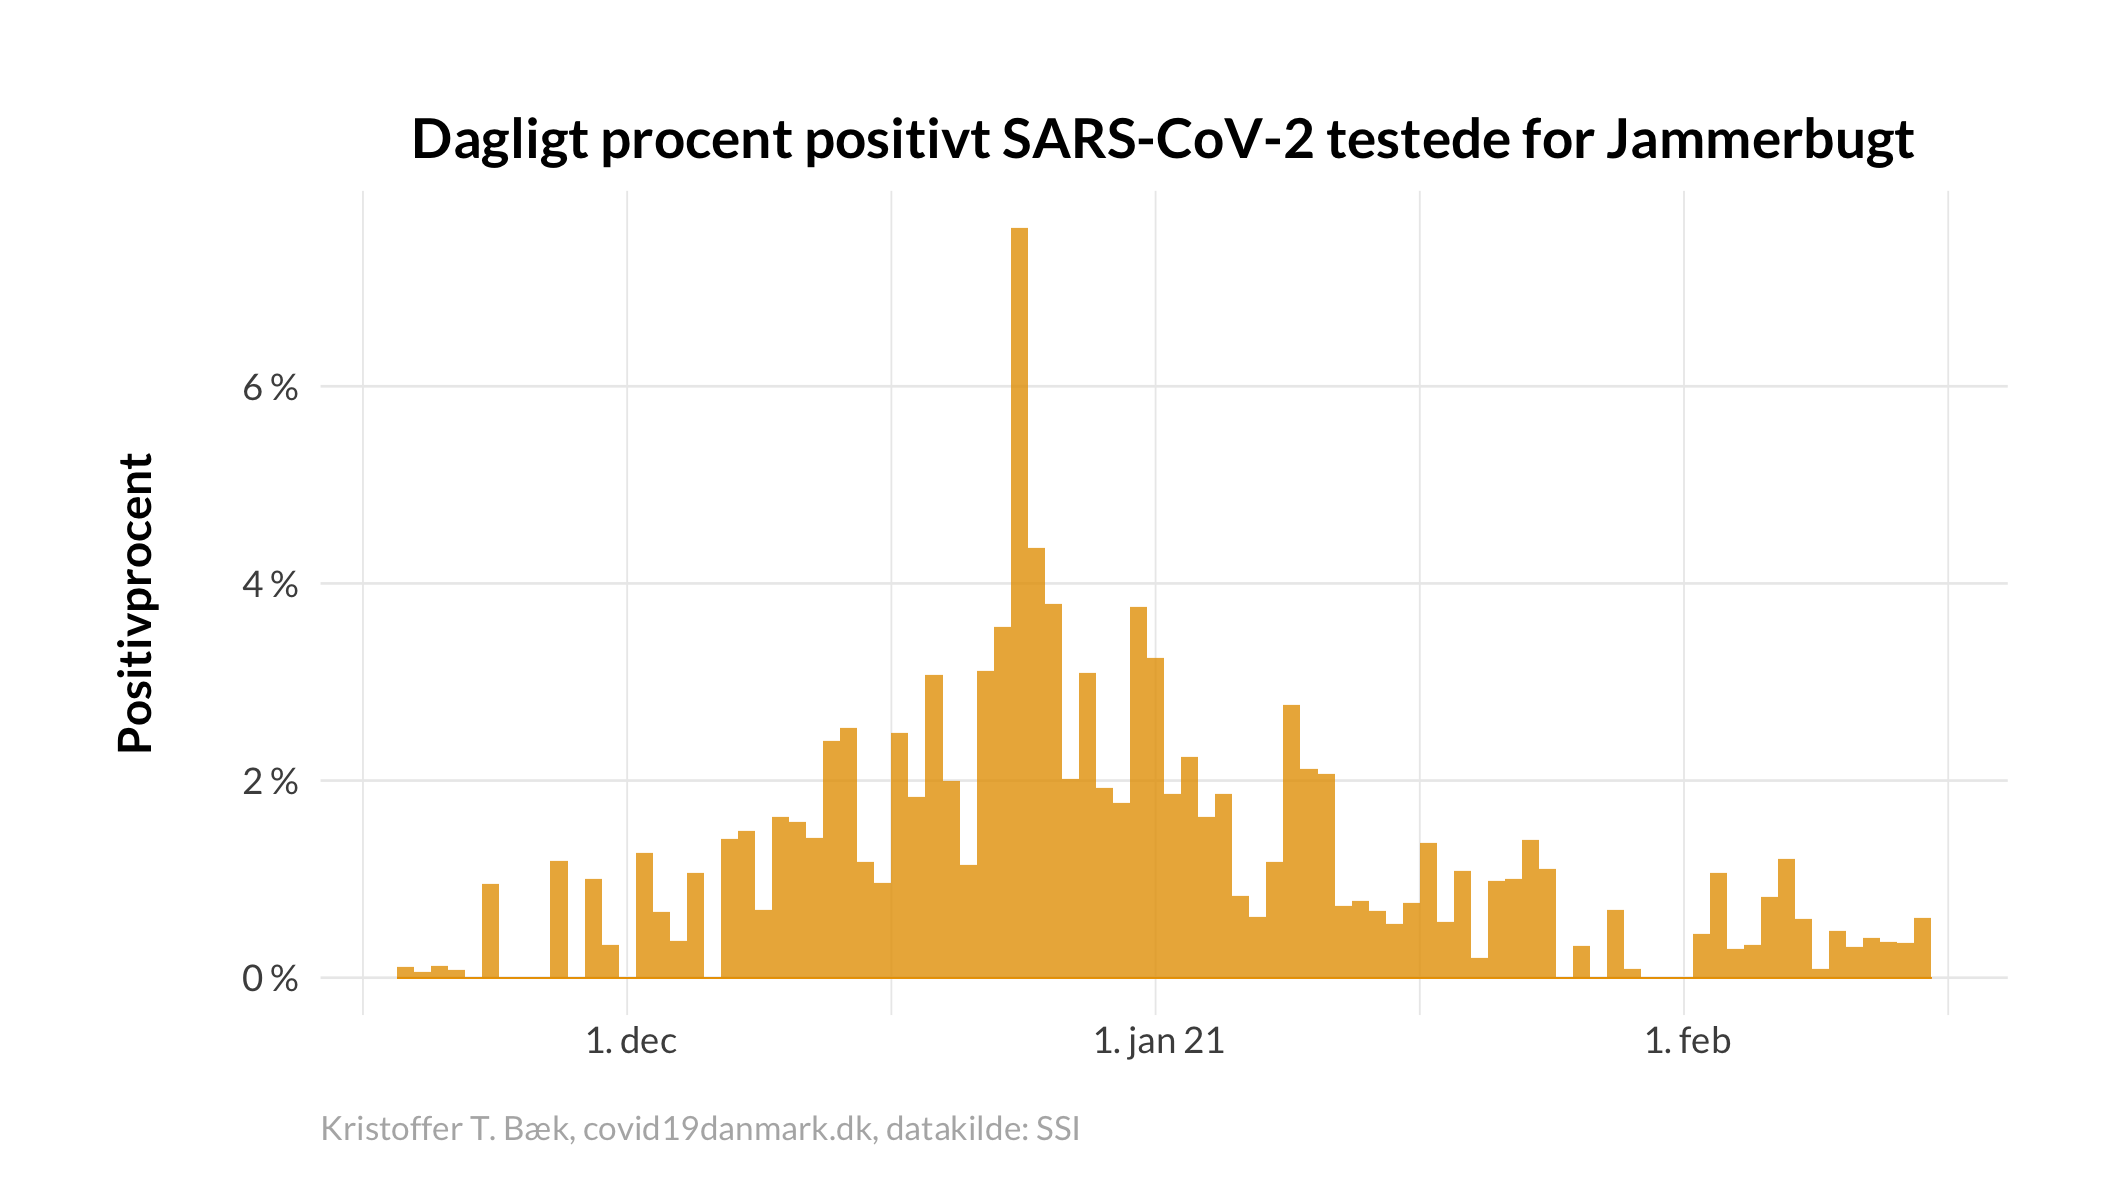 Dagligt procent positivt SARS-CoV-2 testede for Jammerbugt
Positivprocent
6 %
4 %
2 %
0 %
1. dec
1. jan 21
1. feb
Kristoffer T. Bæk, covid19danmark.dk, datakilde: SSI